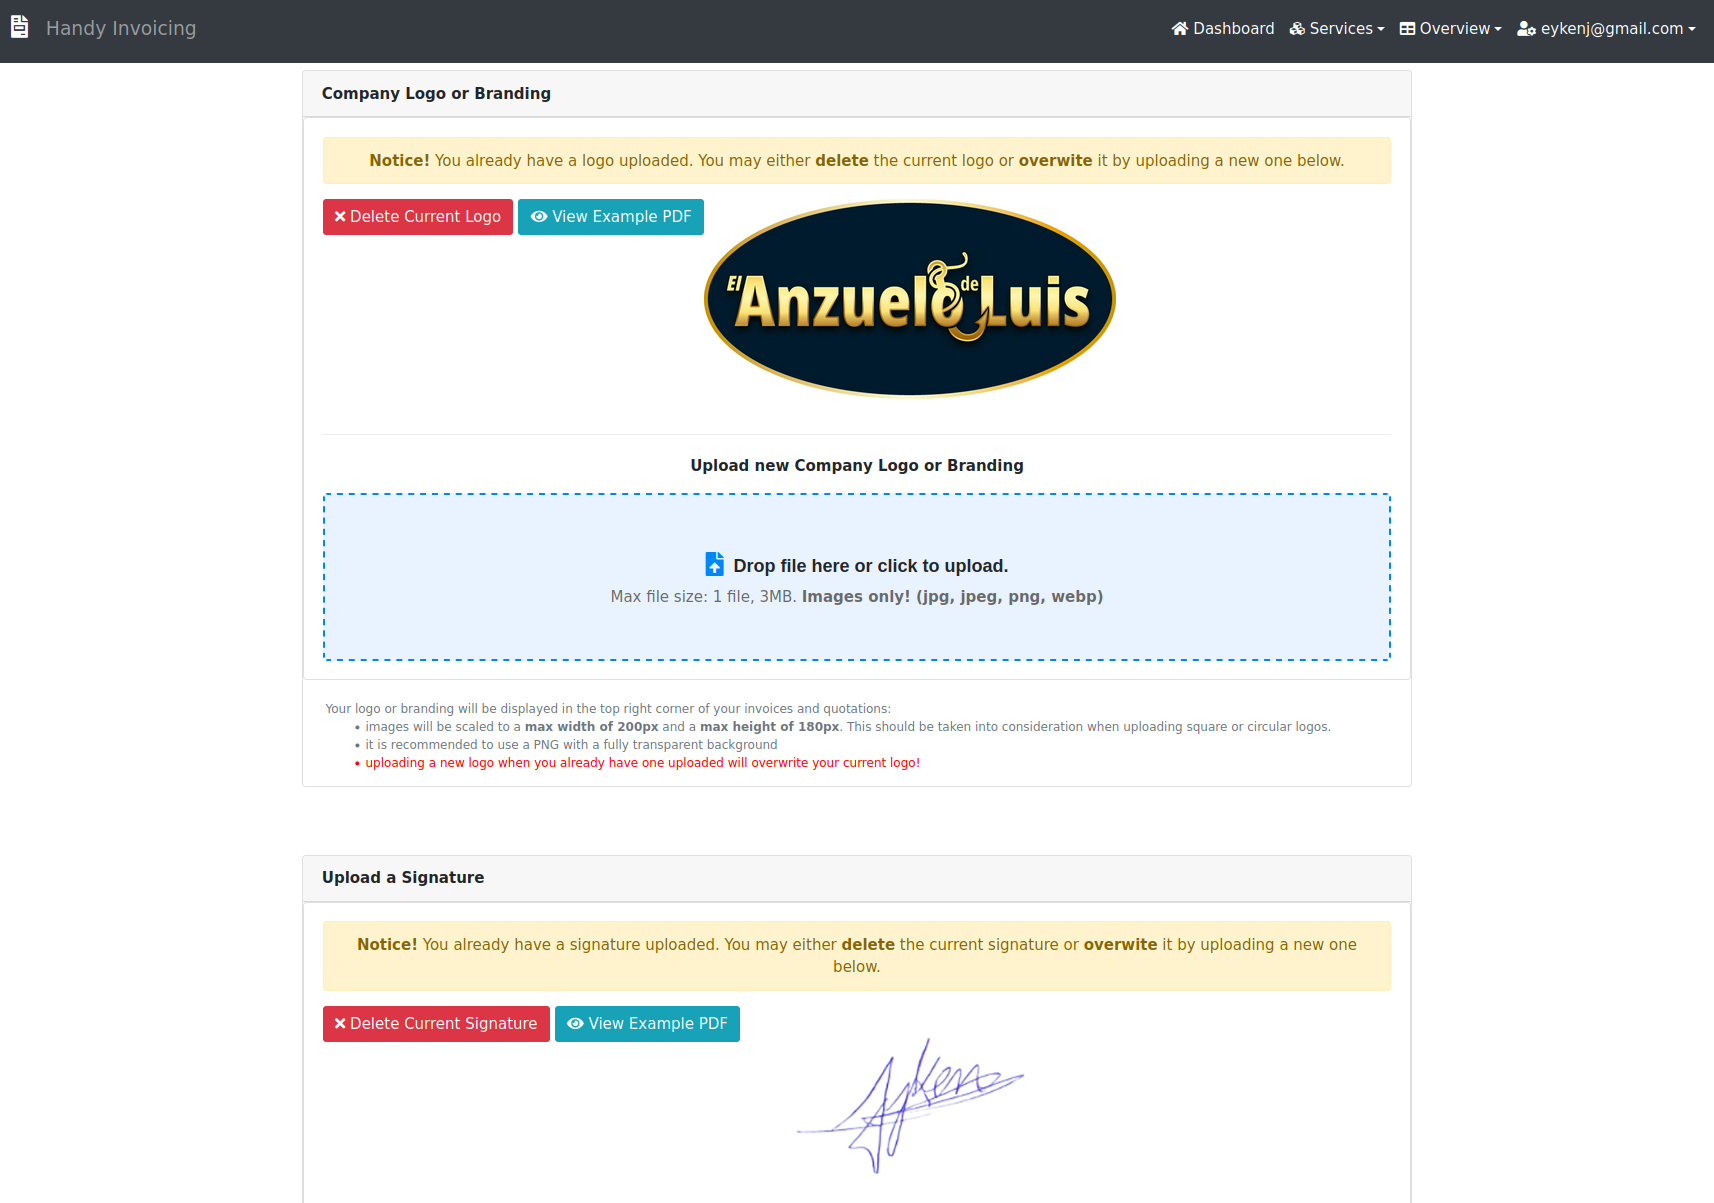 Handy Invoicing
Dashboard Services Overview eykenj@gmail.com
Company Logo or Branding
Notice! You already have a logo uploaded. You may either delete the current logo or overwite it by uploading a new one below.
Delete Current Logo View Example PDF
El Anzuelo de Luis
Upload new Company Logo or Branding
Drop file here or click to upload.
Max file size: 1 file, 3MB. Images only! (jpg, jpeg, png, webp)
Your logo or branding will be displayed in the top right corner of your invoices and quotations:
• images will be scaled to a max width of 200px and a max height of 180px. This should be taken into consideration when uploading square or circular logos.
• it is recommended to use a PNG with a fully transparent background
• uploading a new logo when you already have one uploaded will overwrite your current logo!
Upload a Signature
Notice! You already have a signature uploaded. You may either delete the current signature or overwite it by uploading a new one
below.
Delete Current Signature View Example PDF